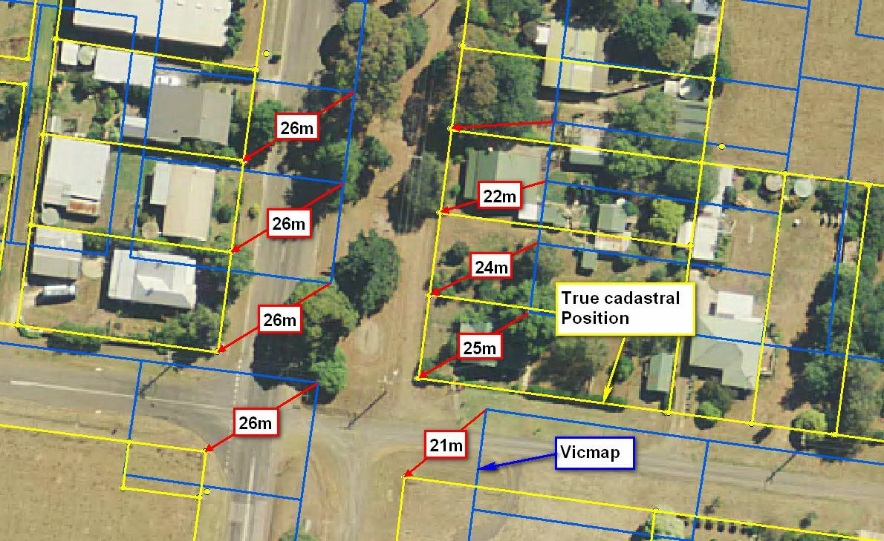 26m
22m
26m
24m
True cadastral
Position
26m
25m
26m
21m
Vicmap